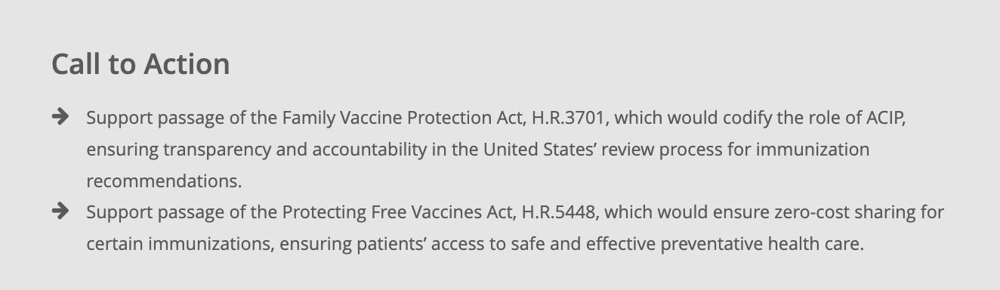 Call to Action
Support passage of the Family Vaccine Protection Act, H.R.3701, which would codify the role of ACIP,
ensuring transparency and accountability in the United States’ review process for immunization
recommendations.
Support passage of the Protecting Free Vaccines Act, H.R.5448, which would ensure zero-cost sharing for
certain immunizations, ensuring patients’ access to safe and effective preventative health care.